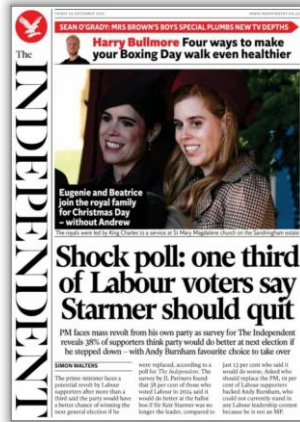 FRIDAY 26 DECEMBER 2025
WWW.INDEPENDENT.CO.UK
SEAN O'GRADY: MRS BROWN'S BOYS SPECIAL PLUMBS NEW TV DEPTHS
Harry Bullmore Four ways to make
your Boxing Day walk even healthier
The
INDEPENDENT
Eugenie and Beatrice
join the royal family
for Christmas Day
– without Andrew
The royals were led by King Charles to a service at St Mary Magdalene church on the Sandringham estate
Shock poll: one third
of Labour voters say
Starmer should quit
PM faces mass revolt from his own party as survey for The Independent
reveals 38% of supporters think party would do better at next election if
he stepped down – with Andy Burnham favourite choice to take over
SIMON WALTERS
The prime minister faces a
potential revolt by Labour
supporters after more than a
third said the party would have
a better chance of winning the
next general election if he
were replaced, according to a
poll for The Independent. The
survey by JL Partners found
that 38 per cent of those who
voted Labour in 2024 said it
would do better at the ballot
box if Sir Keir Starmer was no
longer the leader, compared to
just 13 per cent who said it
would do worse. Asked who
should replace the PM, 19 per
cent of Labour supporters
backed Andy Burnham, who
could not currently stand in
any Labour leadership contest
because he is not an MP.